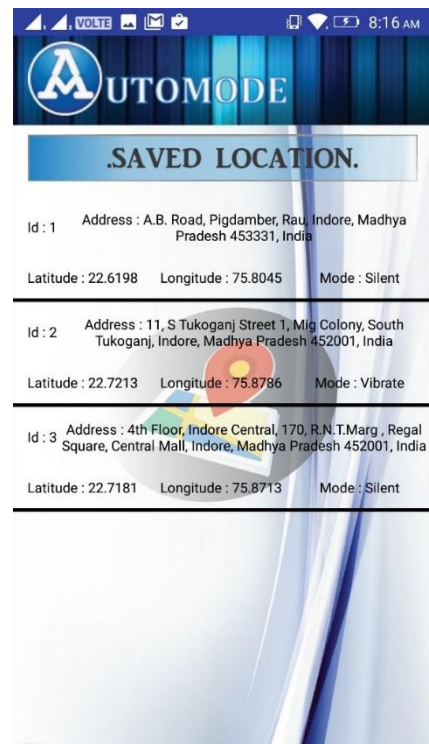 VOLTE 8:16 AM
AUTOMODE
.SAVED LOCATION.
Id : 1 Address : A.B. Road, Pigdamber, Rau, Indore, Madhya
Pradesh 453331, India
Latitude : 22.6198 Longitude : 75.8045 Mode : Silent
Id : 2 Address : 11, S Tukoganj Street 1, Mig Colony, South
Tukoganj, Indore, Madhya Pradesh 452001, India
Latitude : 22.7213 Longitude : 75.8786 Mode : Vibrate
Id : 3 Address : 4th Floor, Indore Central, 170, R.N.T.Marg , Regal
Square, Central Mall, Indore, Madhya Pradesh 452001, India
Latitude : 22.7181 Longitude : 75.8713 Mode : Silent